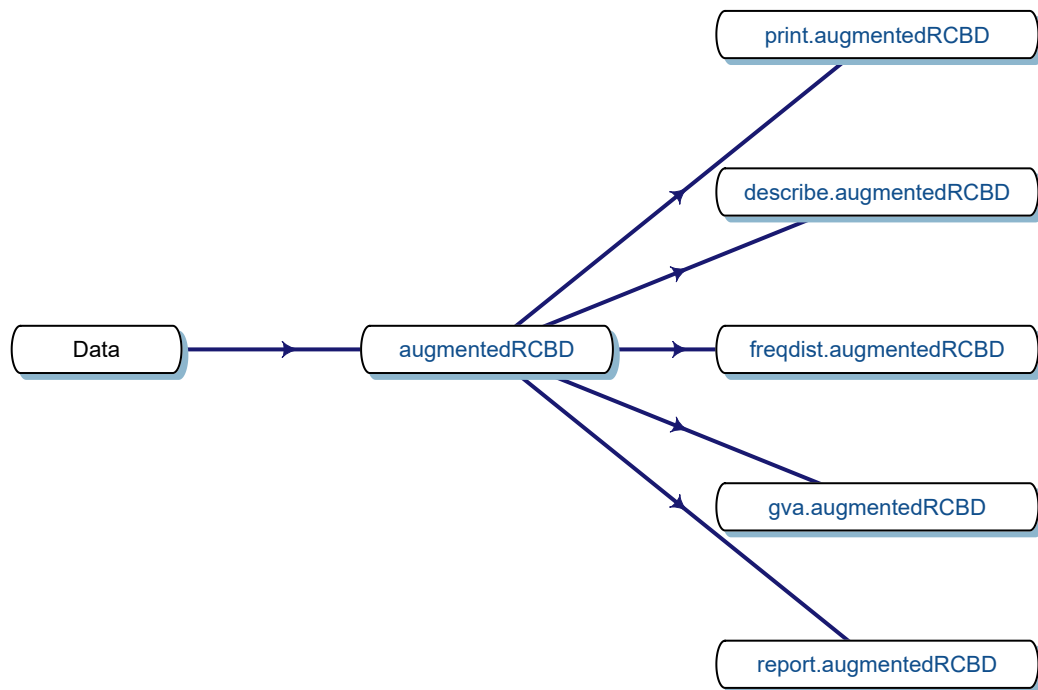 print.augmentedRCBD
describe.augmentedRCBD
Data
augmentedRCBD
freqdist.augmentedRCBD
gva.augmentedRCBD
report.augmentedRCBD